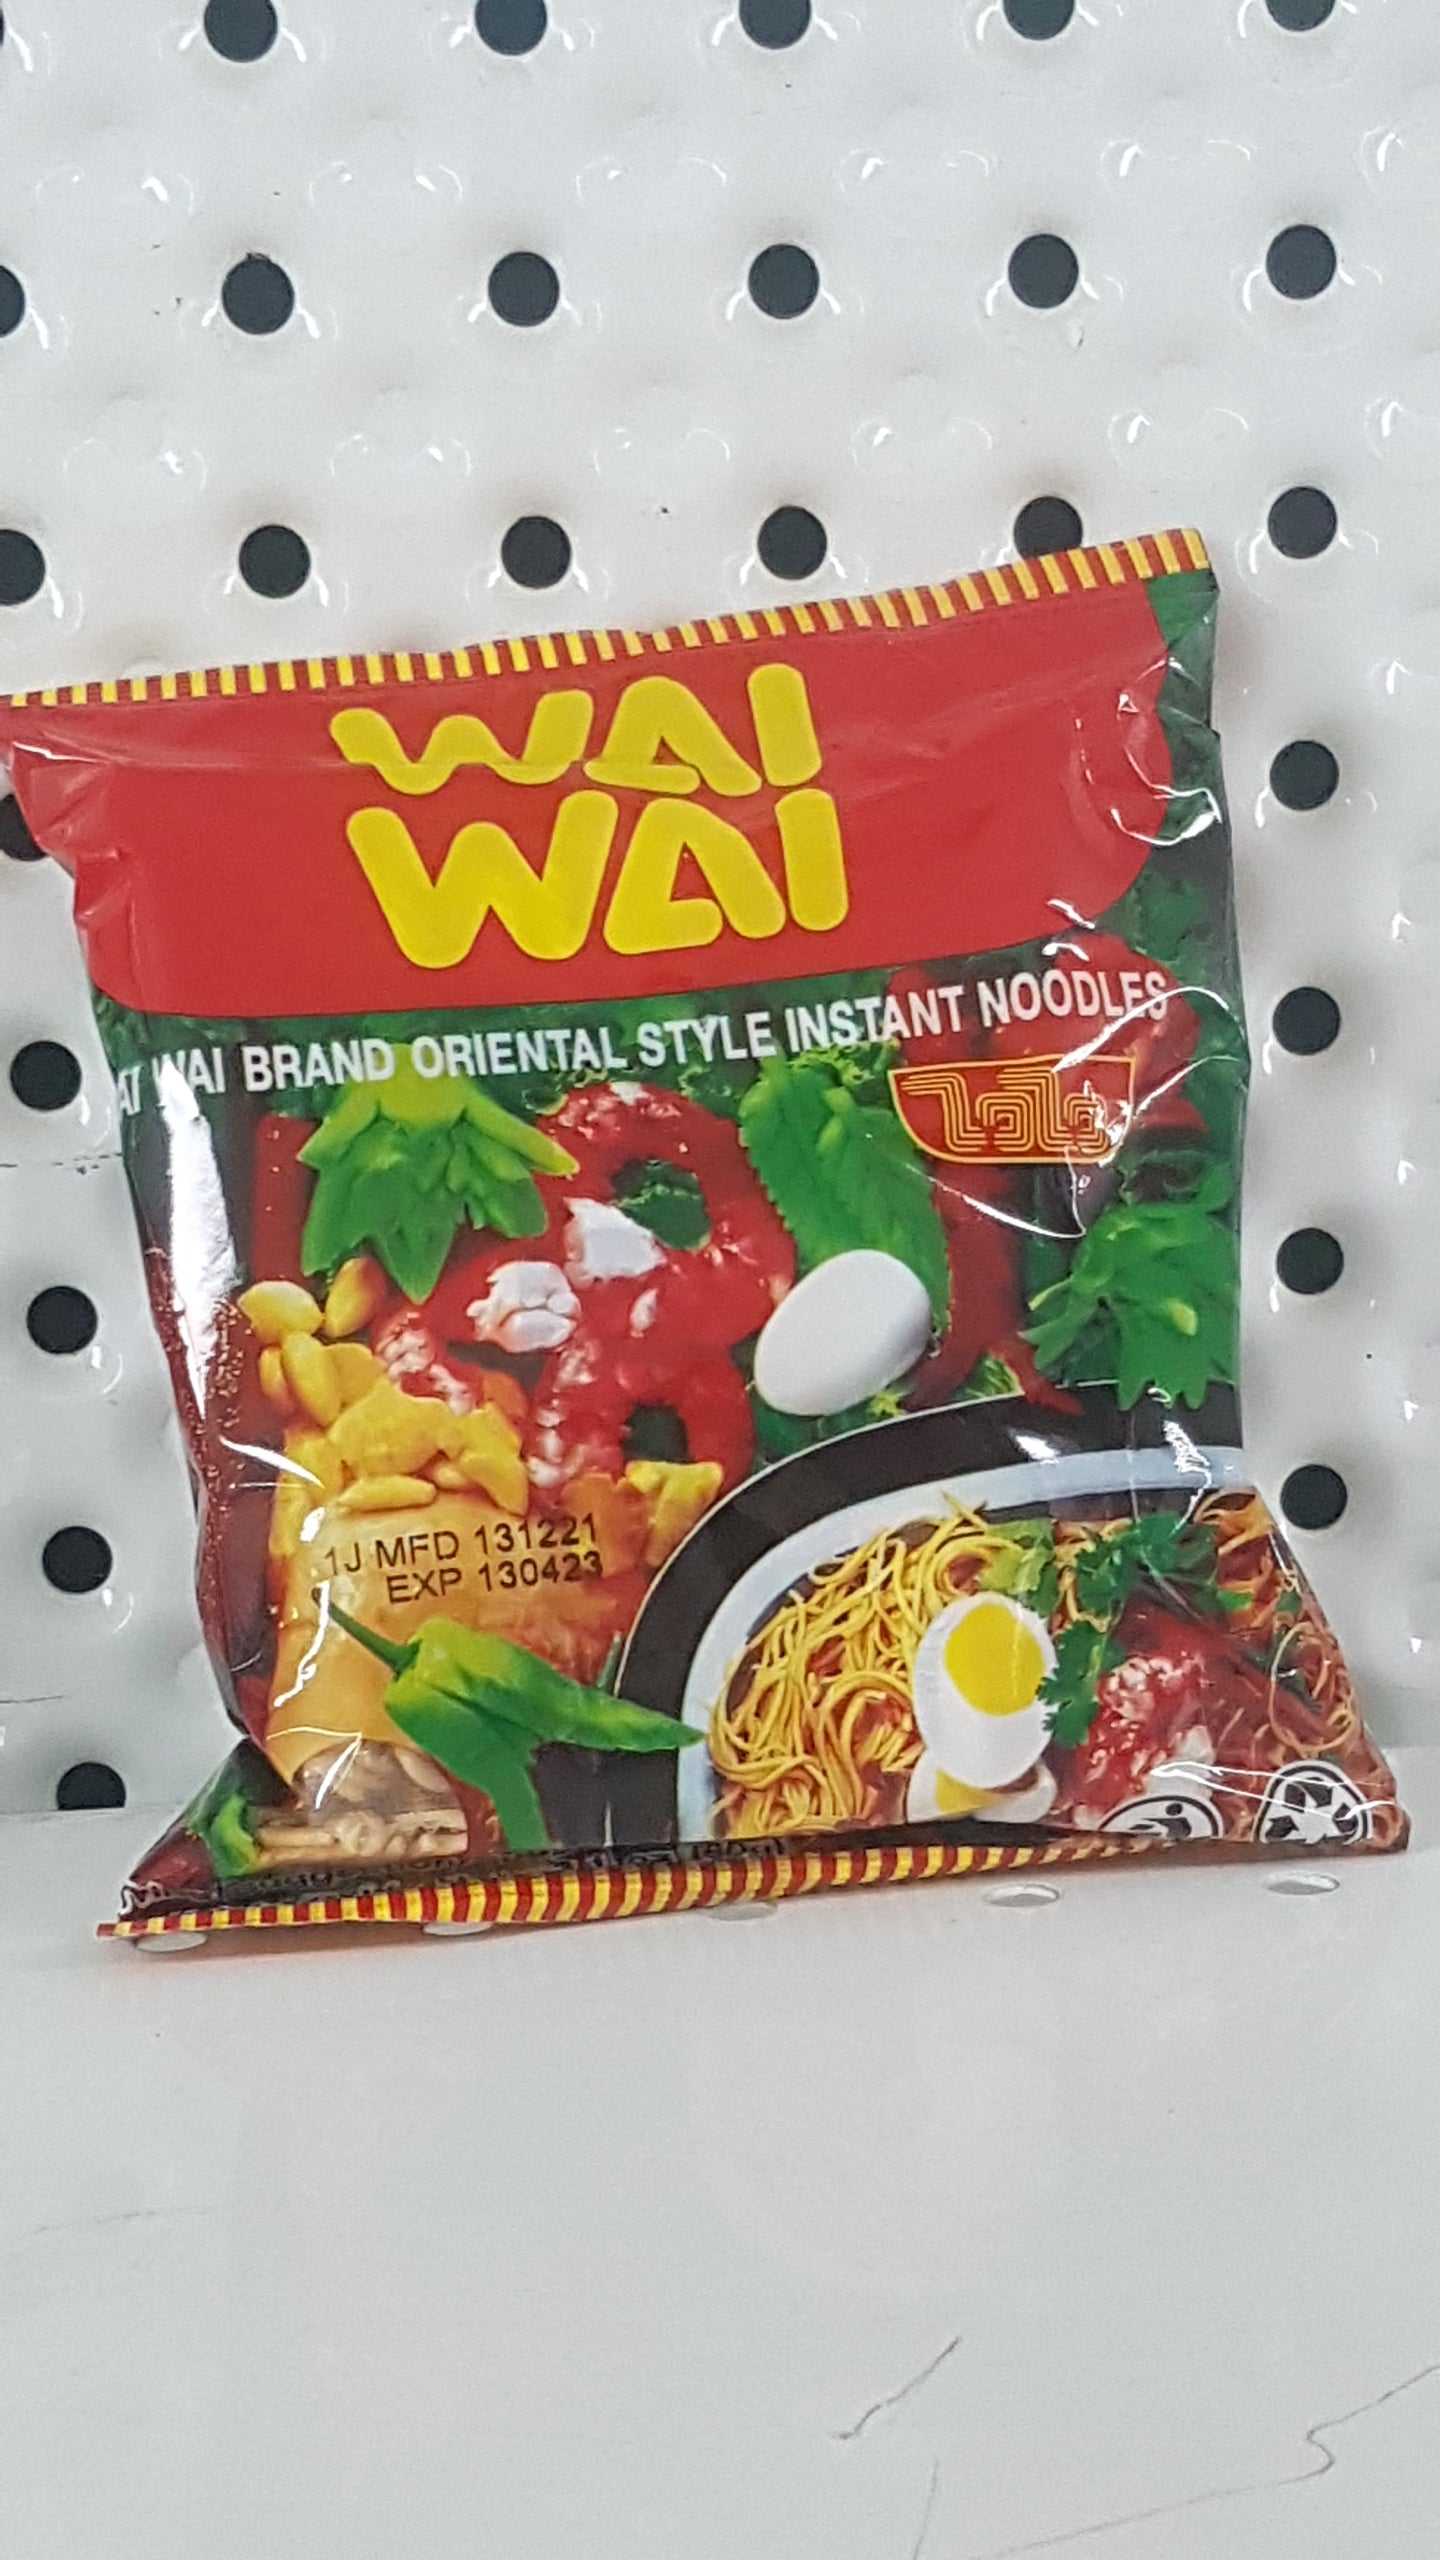 WAI
WAI
WAI BRAND ORIENTAL STYLE INSTANT NOODLES
ไวไว
1J MFD 131221
EXP 130423